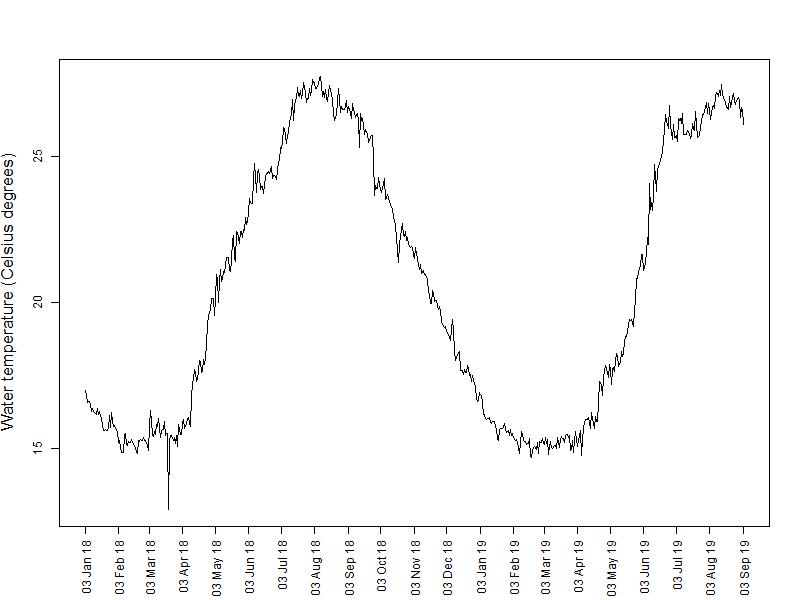 Water temperature (Celsius degrees)
25
20
15
03 Jan 18
03 Feb 18
03 Mar 18
03 Apr 18
03 May 18
03 Jun 18
03 Jul 18
03 Aug 18
03 Sep 18
03 Oct 18
03 Nov 18
03 Dec 18
03 Jan 19
03 Feb 19
03 Mar 19
03 Apr 19
03 May 19
03 Jun 19
03 Jul 19
03 Aug 19
03 Sep 19